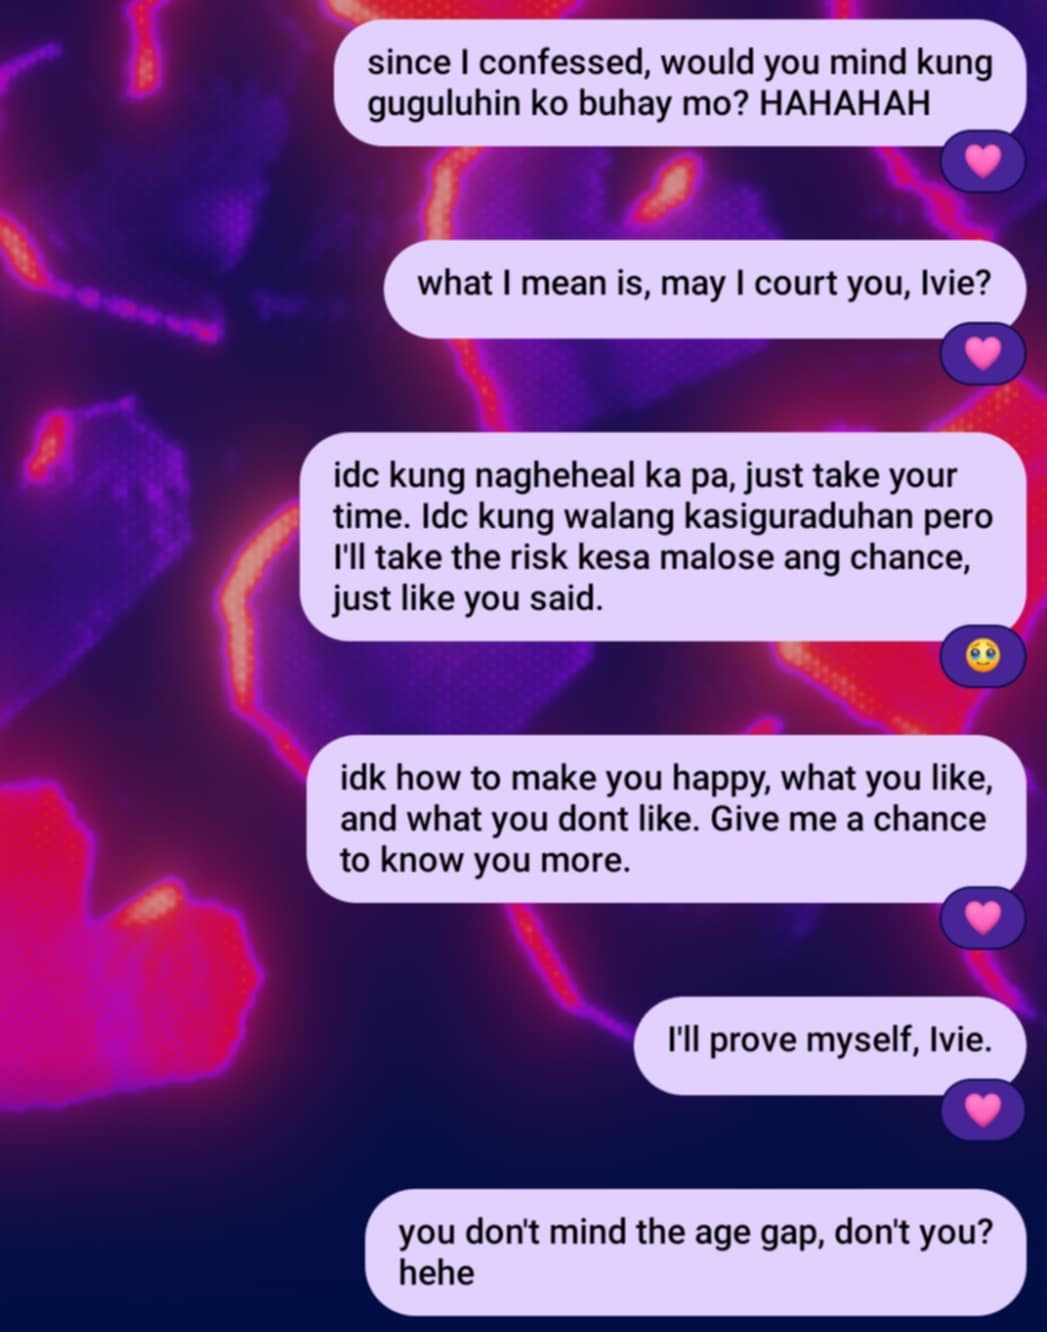 since I confessed, would you mind kung
guguluhin ko buhay mo? HAHAHAH
what I mean is, may I court you, Ivie?
idc kung nagheheal ka pa, just take your
time. Idc kung walang kasiguraduhan pero
I'll take the risk kesa malose ang chance,
just like you said.
idk how to make you happy, what you like,
and what you dont like. Give me a chance
to know you more.
I'll prove myself, Ivie.
you don't mind the age gap, don't you?
hehe